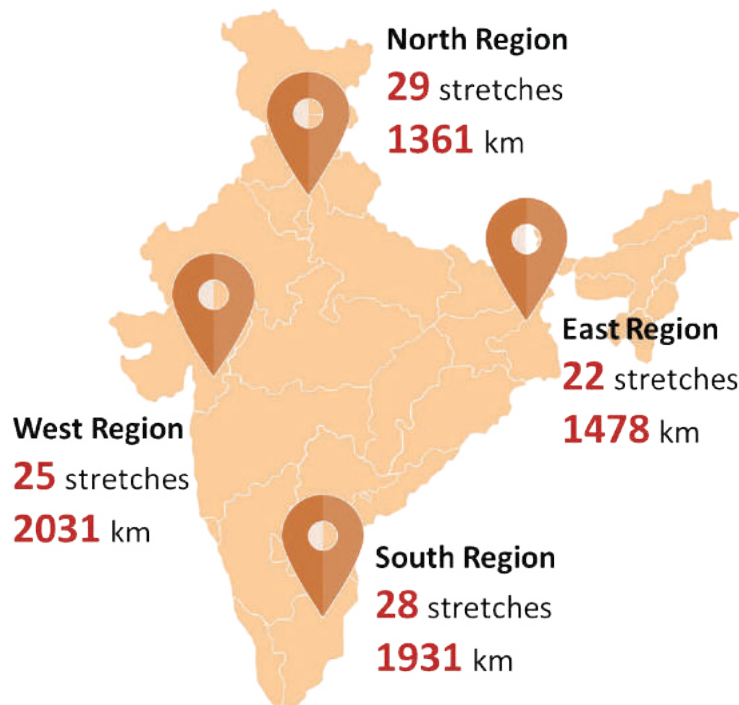 North Region
29 stretches
1361 km
East Region
22 stretches
1478 km
West Region
25 stretches
2031 km
South Region
28 stretches
1931 km